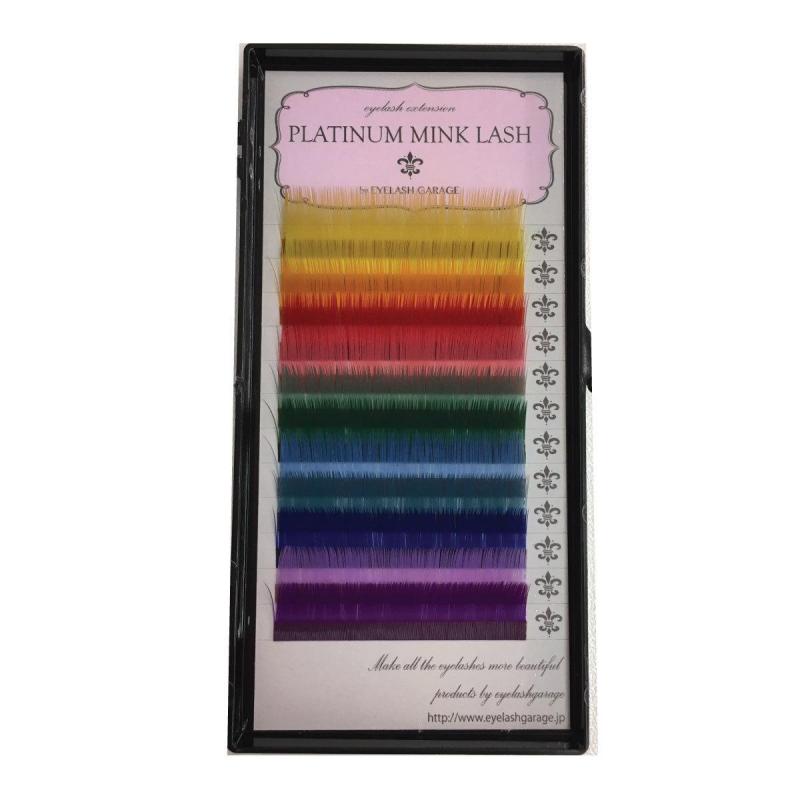 eyelash extension
PLATINUM MINK LASH
by EYELASH GARAGE
Make all the eyelashes more beautiful
products by eyelashgarage
http://www.eyelashgarage.jp